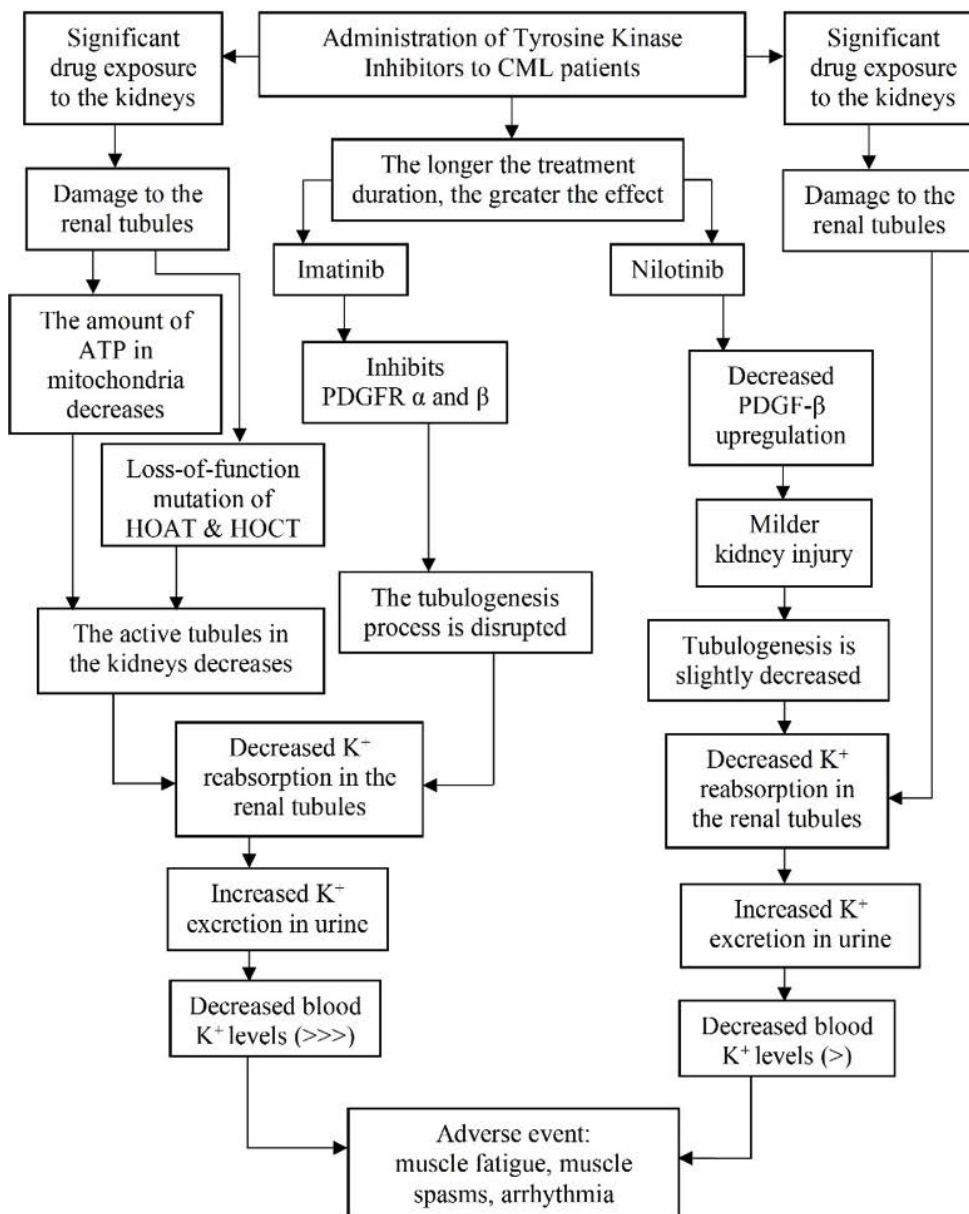 Significant
drug exposure
to the kidneys
Administration of Tyrosine Kinase
Inhibitors to CML patients
Significant
drug exposure
to the kidneys
The longer the treatment
duration, the greater the effect
Damage to the
renal tubules
Damage to the
renal tubules
Imatinib
Nilotinib
The amount of
ATP in
mitochondria
decreases
Inhibits
PDGFR α and β
Decreased
PDGF-β
upregulation
Loss-of-function
mutation of
HOAT & HOCT
Milder
kidney injury
The active tubules in
the kidneys decreases
The tubulogenesis
process is disrupted
Tubulogenesis is
slightly decreased
Decreased K⁺
reabsorption in the
renal tubules
Decreased K⁺
reabsorption in
the renal tubules
Increased K⁺
excretion in urine
Increased K⁺
excretion in urine
Decreased blood
K⁺ levels (>>>)
Decreased blood
K⁺ levels (>)
Adverse event:
muscle fatigue, muscle
spasms, arrhythmia